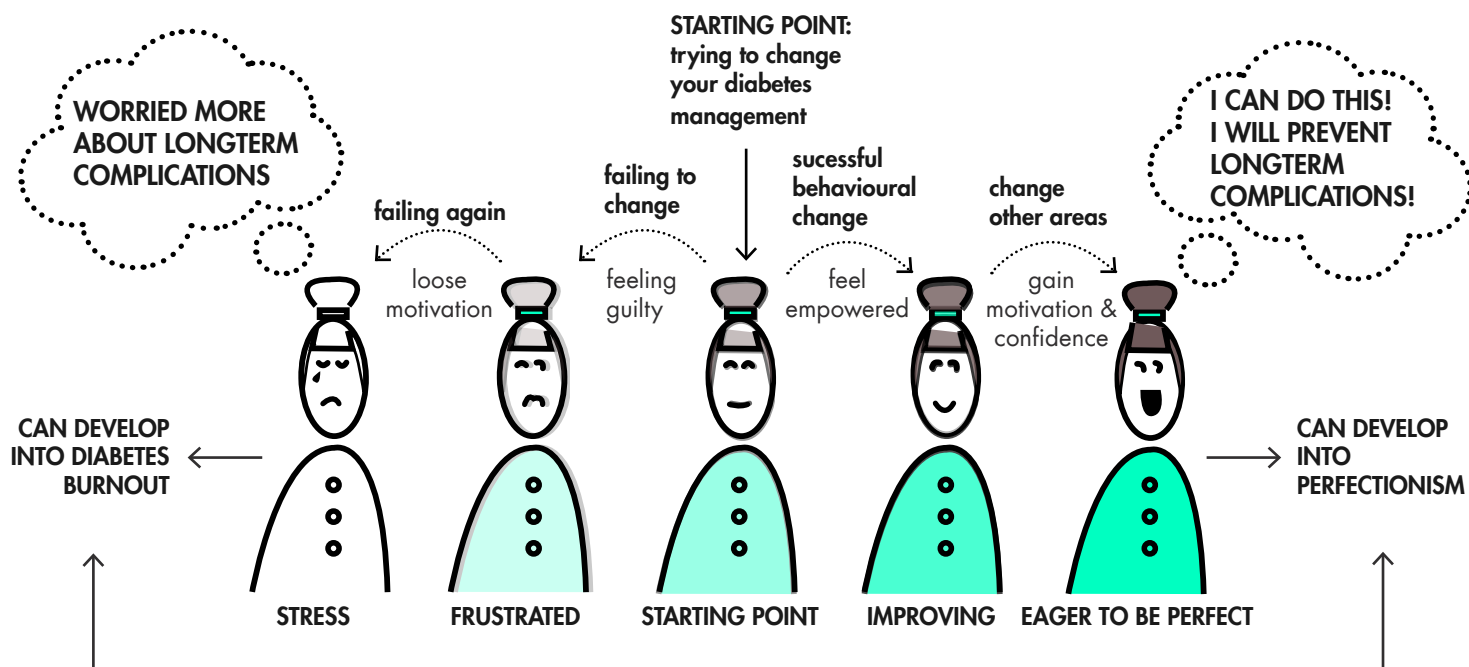 STARTING POINT:
trying to change
your diabetes
management
WORRIED MORE
ABOUT LONGTERM
COMPLICATIONS
I CAN DO THIS!
I WILL PREVENT
LONGTERM
COMPLICATIONS!
failing again
failing to
change
sucessful
behavioural
change
change
other areas
loose
motivation
feeling
guilty
feel
empowered
gain
motivation &
confidence
CAN DEVELOP
INTO DIABETES
BURNOUT
CAN DEVELOP
INTO
PERFECTIONISM
STRESS
FRUSTRATED
STARTING POINT
IMPROVING
EAGER TO BE PERFECT